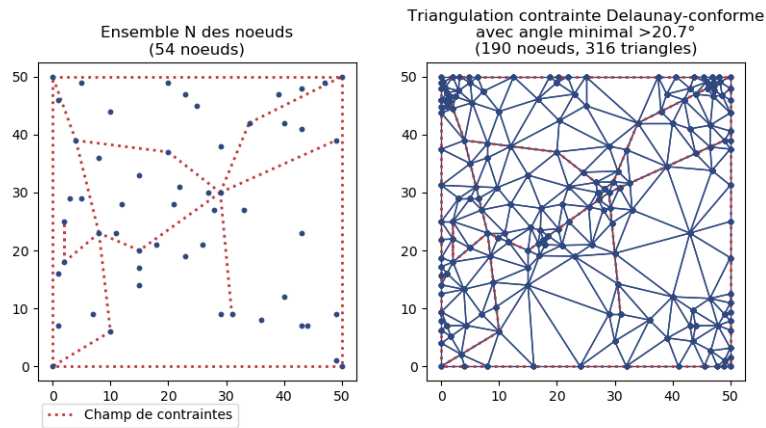 Ensemble N des noeuds
(54 noeuds)
50
40
30
20
10
0
0 10 20 30 40 50
Champ de contraintes
Triangulation contrainte Delaunay-conforme
avec angle minimal >20.7°
(190 noeuds, 316 triangles)
50
40
30
20
10
0
0 10 20 30 40 50